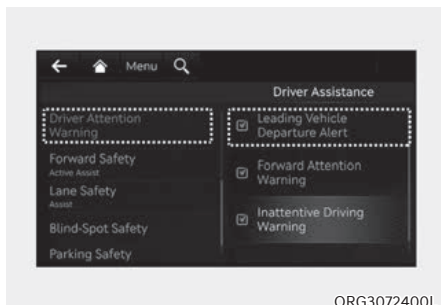 Menu
Driver Assistance
Driver Attention
Warning
Forward Safety
Active Assist
Lane Safety
Assist
Blind-Spot Safety
Parking Safety
Leading Vehicle
Departure Alert
Forward Attention
Warning
Inattentive Driving
Warning
ORG3072400L